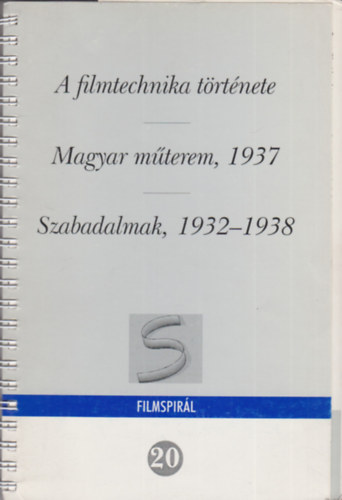 A filmtechnika története
Magyar műterem, 1937
Szabadalmak, 1932–1938
S
FILMSPIRÁL
20